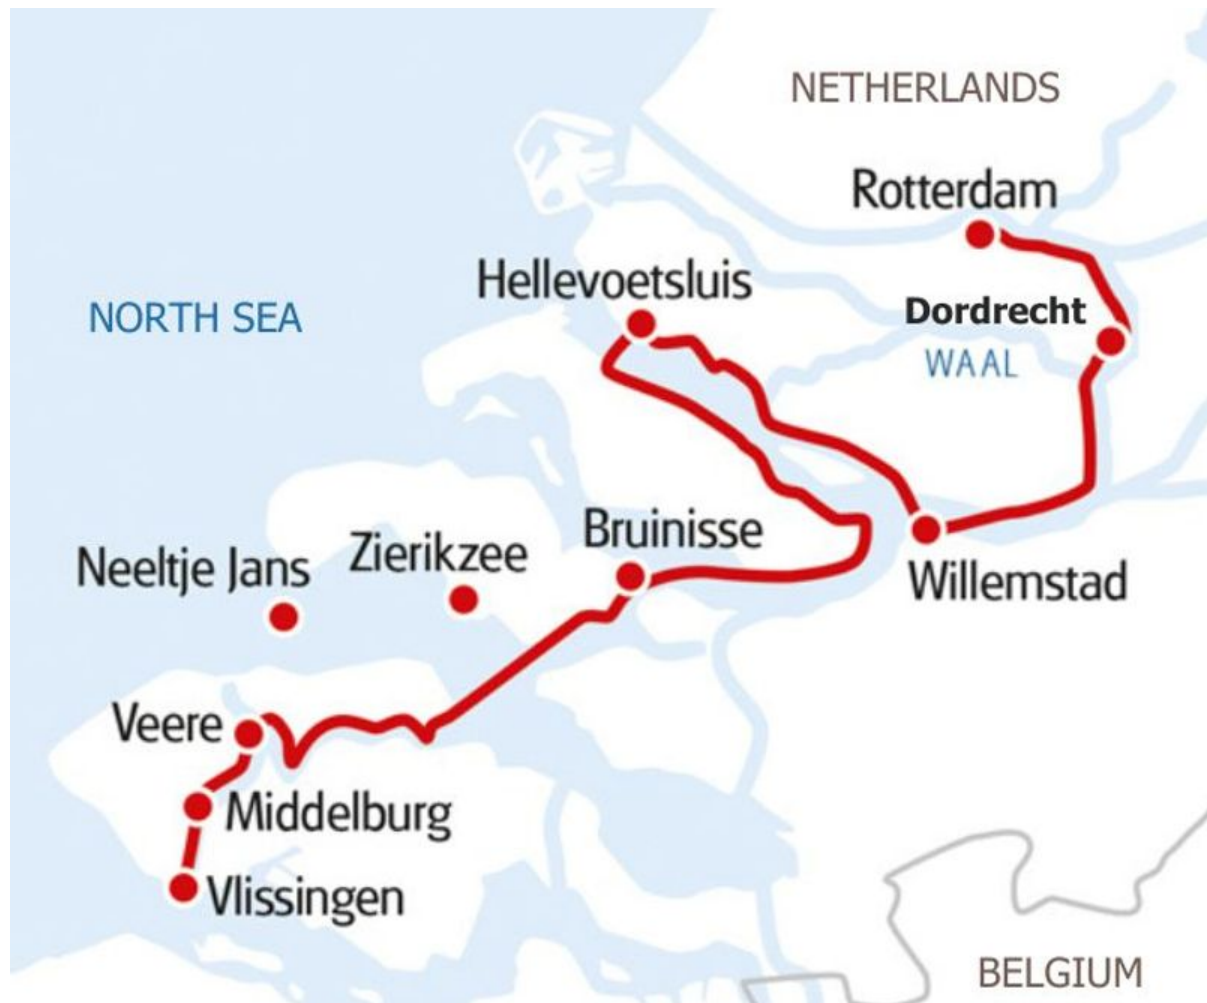 NETHERLANDS
Rotterdam
Hellevoetsluis
NORTH SEA
Dordrecht
WAAL
Bruinisse
Zierikzee
Neeltje Jans
Willemstad
Veere
Middelburg
Vlissingen
BELGIUM